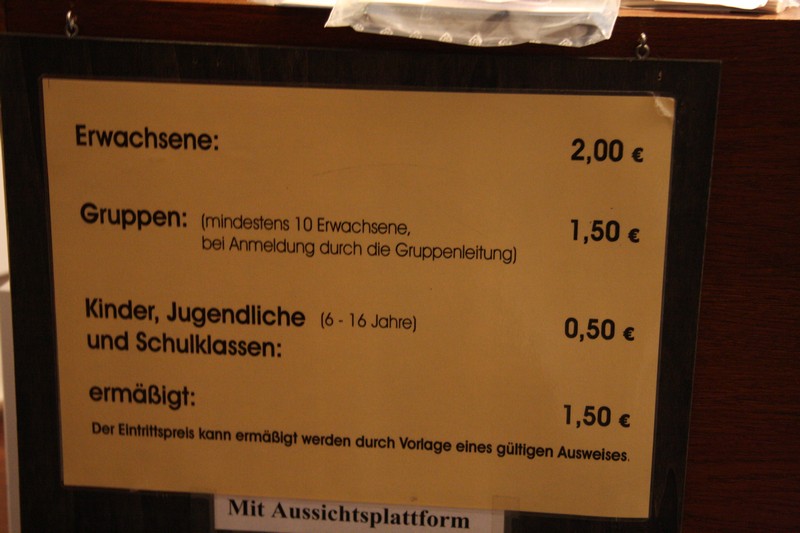 Erwachsene: 2,00 €
Gruppen: (mindestens 10 Erwachsene, 1,50 €
bei Anmeldung durch die Gruppenleitung)
Kinder, Jugendliche (6 - 16 Jahre) 0,50 €
und Schulklassen:
ermäßigt: 1,50 €
Der Eintrittspreis kann ermäßigt werden durch Vorlage eines gültigen Ausweises.
Mit Aussichtsplattform